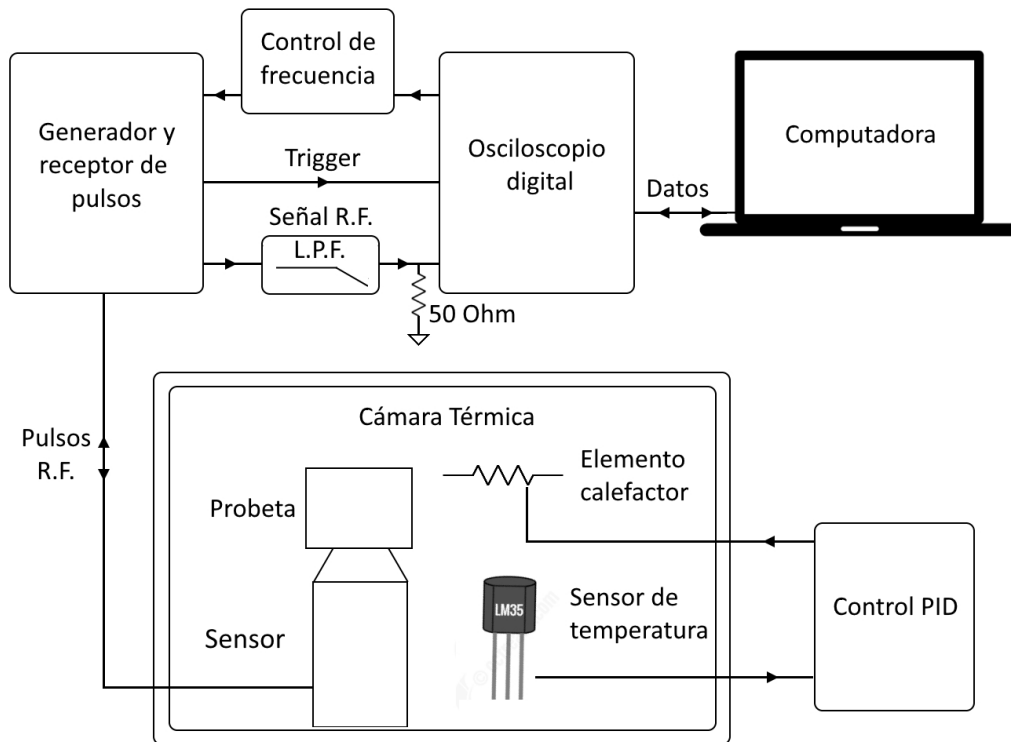 Control de
frecuencia
Generador y
receptor de
pulsos
Trigger
Osciloscopio
digital
Computadora
Datos
Señal R.F.
L.P.F.
50 Ohm
Pulsos
R.F.
Cámara Térmica
Probeta
Elemento
calefactor
LM35
Sensor
Sensor de
temperatura
Control PID